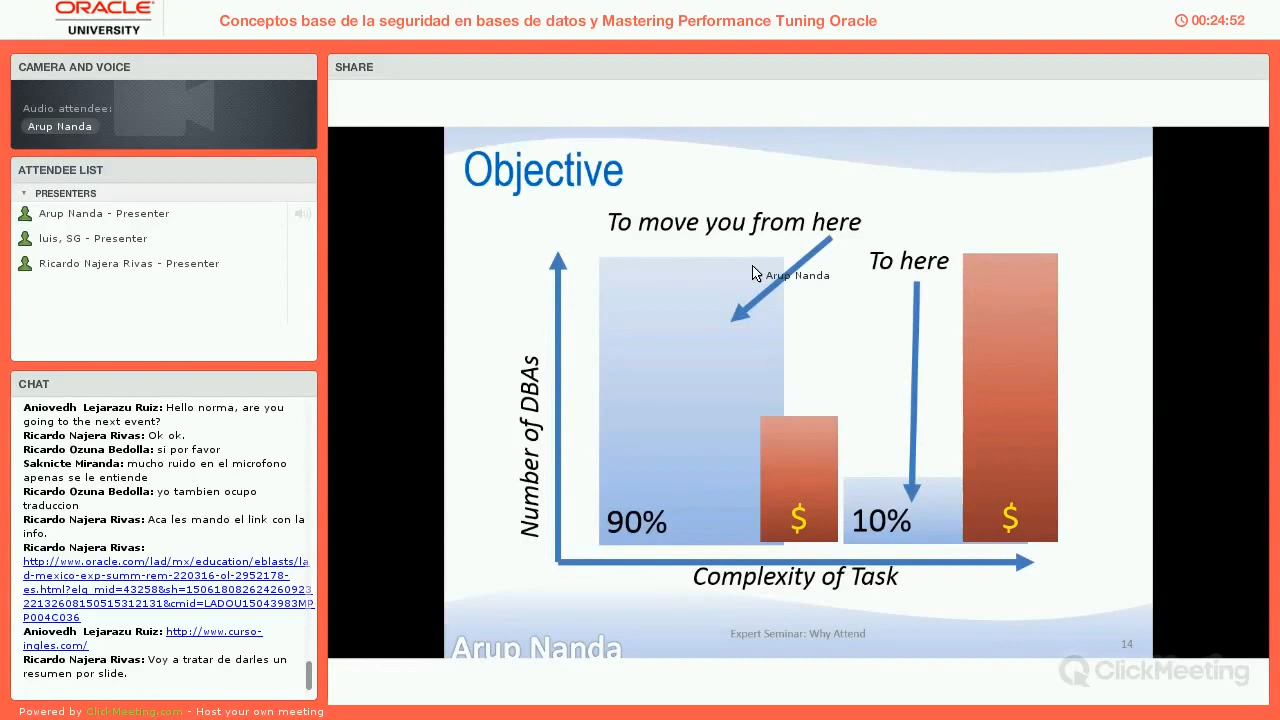 ORACLE
UNIVERSITY
Conceptos base de la seguridad en bases de datos y Mastering Performance Tuning Oracle
00:24:52
CAMERA AND VOICE
Audio attendee:
Arup Nanda
ATTENDEE LIST
PRESENTERS
Arup Nanda - Presenter
luis, SG - Presenter
Ricardo Najera Rivas - Presenter
CHAT
Aniovedh Lejarazu Ruiz: Hello norma, are you
going to the next event?
Ricardo Najera Rivas: Ok ok.
Ricardo Ozuna Bedolla: si por favor
Saknicte Miranda: mucho ruido en el microfono
apenas se le entiende
Ricardo Ozuna Bedolla: yo tambien ocupo
traduccion
Ricardo Najera Rivas: Aca les mando el link con la
info.
Ricardo Najera Rivas:
http://www.oracle.com/lad/mx/education/eblasts/la
d-mexico-exp-summ-rem-220316-ol-2952178-
es.html?elq_mid=43258&sh=150618082624260923
221326081505153121​31&cmid=LADOU15043983MP
P004C036
Aniovedh Lejarazu Ruiz: http://www.curso-
ingles.com/
Ricardo Najera Rivas: Voy a tratar de darles un
resumen por slide.
SHARE
Objective
To move you from here
To here
Arup Nanda
Number of DBAs
90%
$
10%
$
Complexity of Task
Expert Seminar: Why Attend
14
Arup Nanda
ClickMeeting
Powered by ClickMeeting.com - Host your own meeting